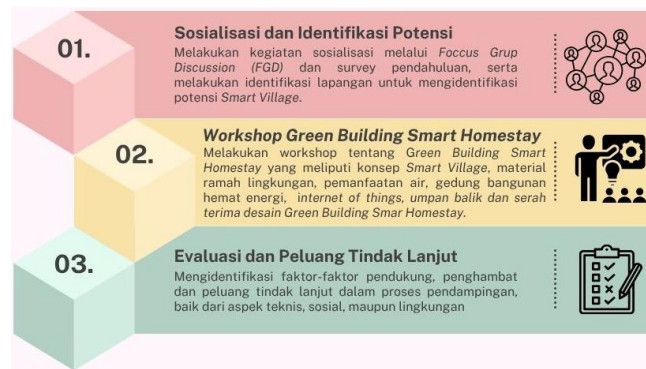 01.
Sosialisasi dan Identifikasi Potensi
Melakukan kegiatan sosialisasi melalui Foccus Grup
Discussion (FGD) dan survey pendahuluan, serta
melakukan identifikasi lapangan untuk mengidentifikasi
potensi Smart Village.
02.
Workshop Green Building Smart Homestay
Melakukan workshop tentang Green Building Smart
Homestay yang meliputi konsep Smart Village, material
ramah lingkungan, pemanfaatan air, gedung bangunan
hemat energi, internet of things, umpan balik dan serah
terima desain Green Building Smar Homestay.
03.
Evaluasi dan Peluang Tindak Lanjut
Mengidentifikasi faktor-faktor pendukung, penghambat
dan peluang tindak lanjut dalam proses pendampingan,
baik dari aspek teknis, sosial, maupun lingkungan